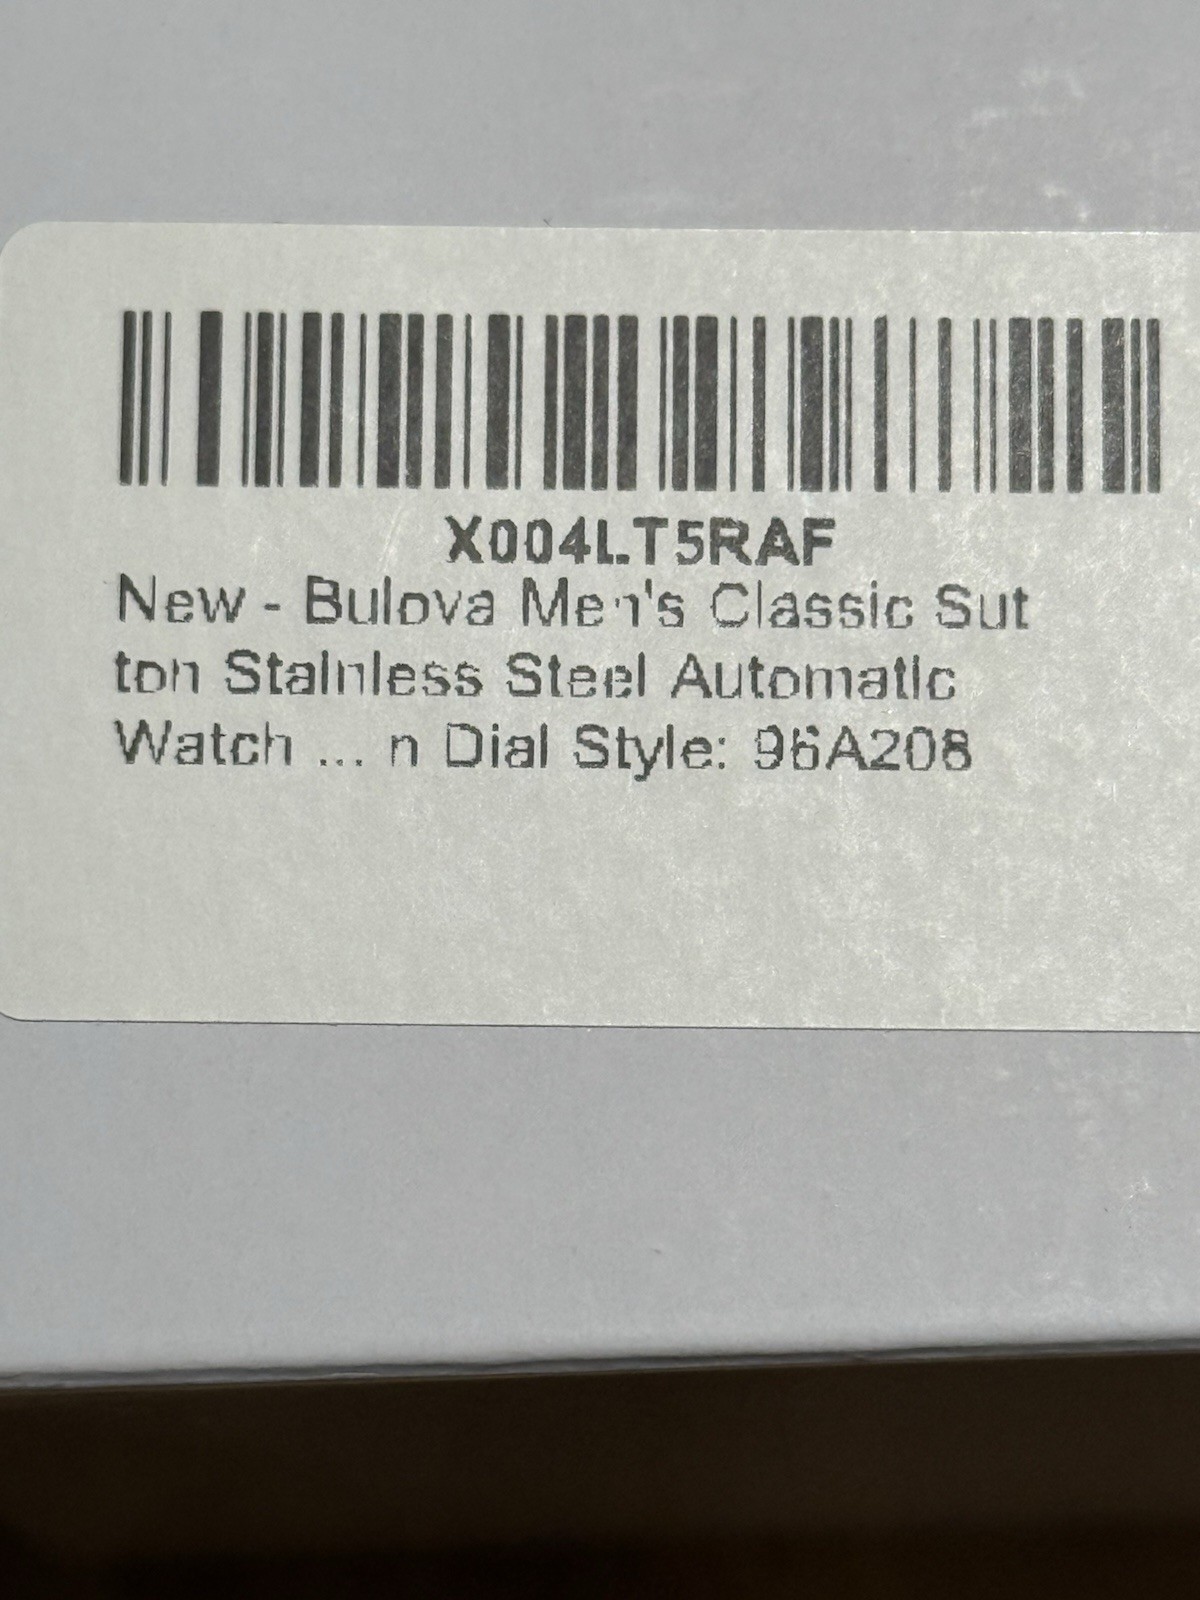 X004LT5RAF
New - Bulova Men's Classic Sut
ton Stainless Steel Automatic
Watch ... n Dial Style: 96A208